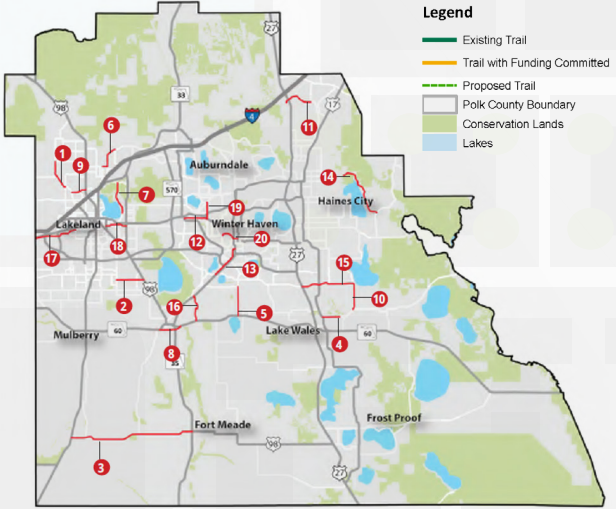 Legend
Existing Trail
Trail with Funding Committed
Proposed Trail
Polk County Boundary
Conservation Lands
Lakes
27
33
98
4
17
11
6
1
9
Auburndale
14
7
570
Haines City
19
Lakeland
Winter Haven
18
12
20
17
27
13
15
2
98
16
5
10
Mulberry
60
Lake Wales
4
60
8
35
Fort Meade
Frost Proof
98
3
27